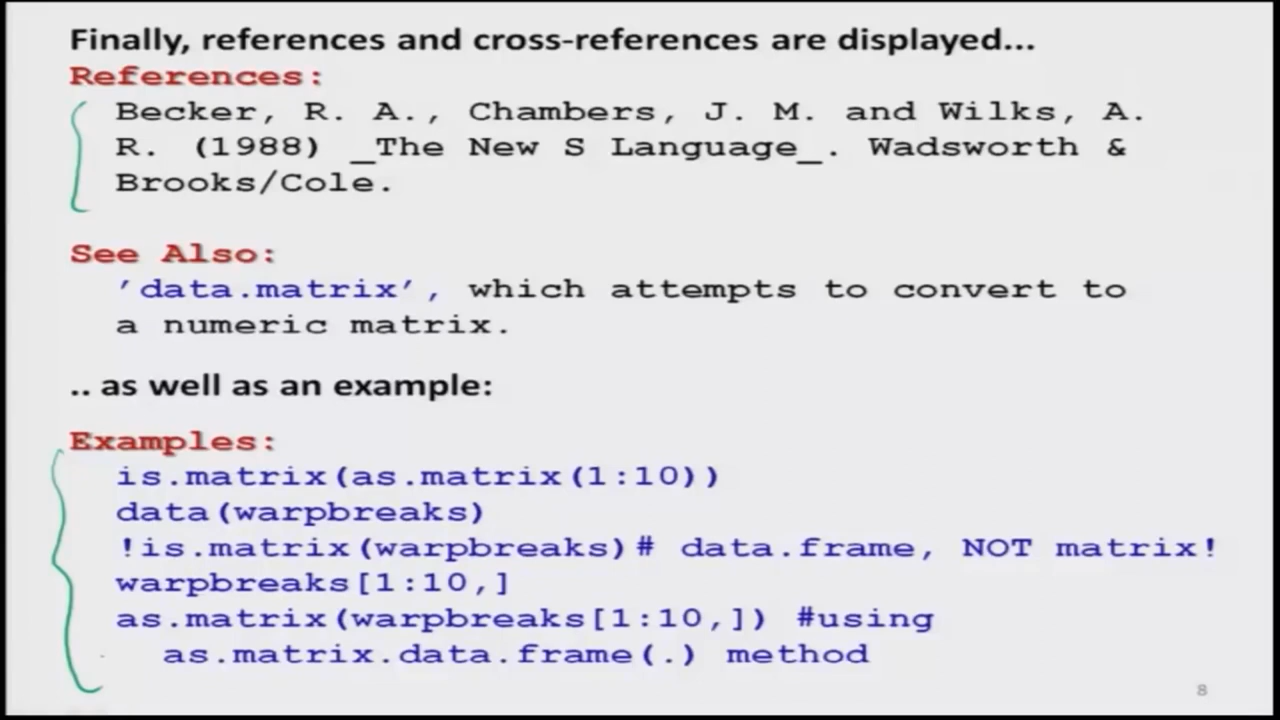 Finally, references and cross-references are displayed...
References:
Becker, R. A., Chambers, J. M. and Wilks, A.
R. (1988) _The New S Language_. Wadsworth &
Brooks/Cole.
See Also:
'data.matrix', which attempts to convert to
a numeric matrix.
.. as well as an example:
Examples:
is.matrix(as.matrix(1:10))
data(warpbreaks)
!is.matrix(warpbreaks)# data.frame, NOT matrix!
warpbreaks[1:10,]
as.matrix(warpbreaks[1:10,]) #using
as.matrix.data.frame(.) method
8